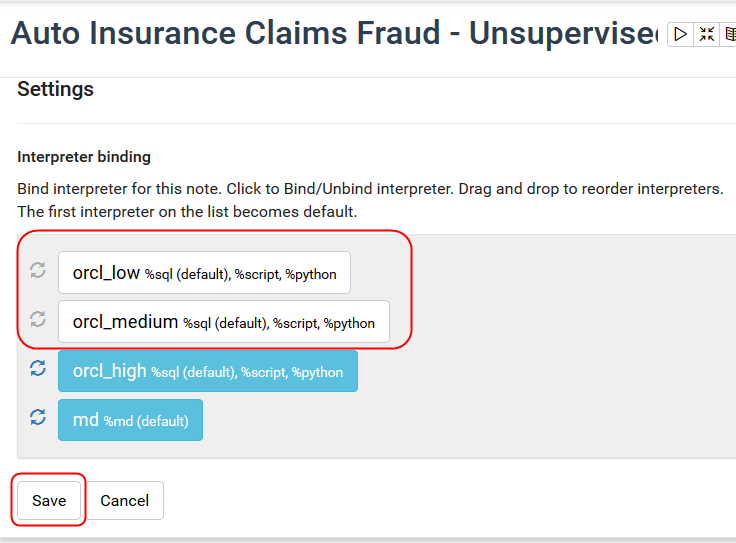 Auto Insurance Claims Fraud - Unsupervised
Settings
Interpreter binding
Bind interpreter for this note. Click to Bind/Unbind interpreter. Drag and drop to reorder interpreters.
The first interpreter on the list becomes default.
orcl_low %sql (default), %script, %python
orcl_medium %sql (default), %script, %python
orcl_high %sql (default), %script, %python
md %md (default)
Save Cancel